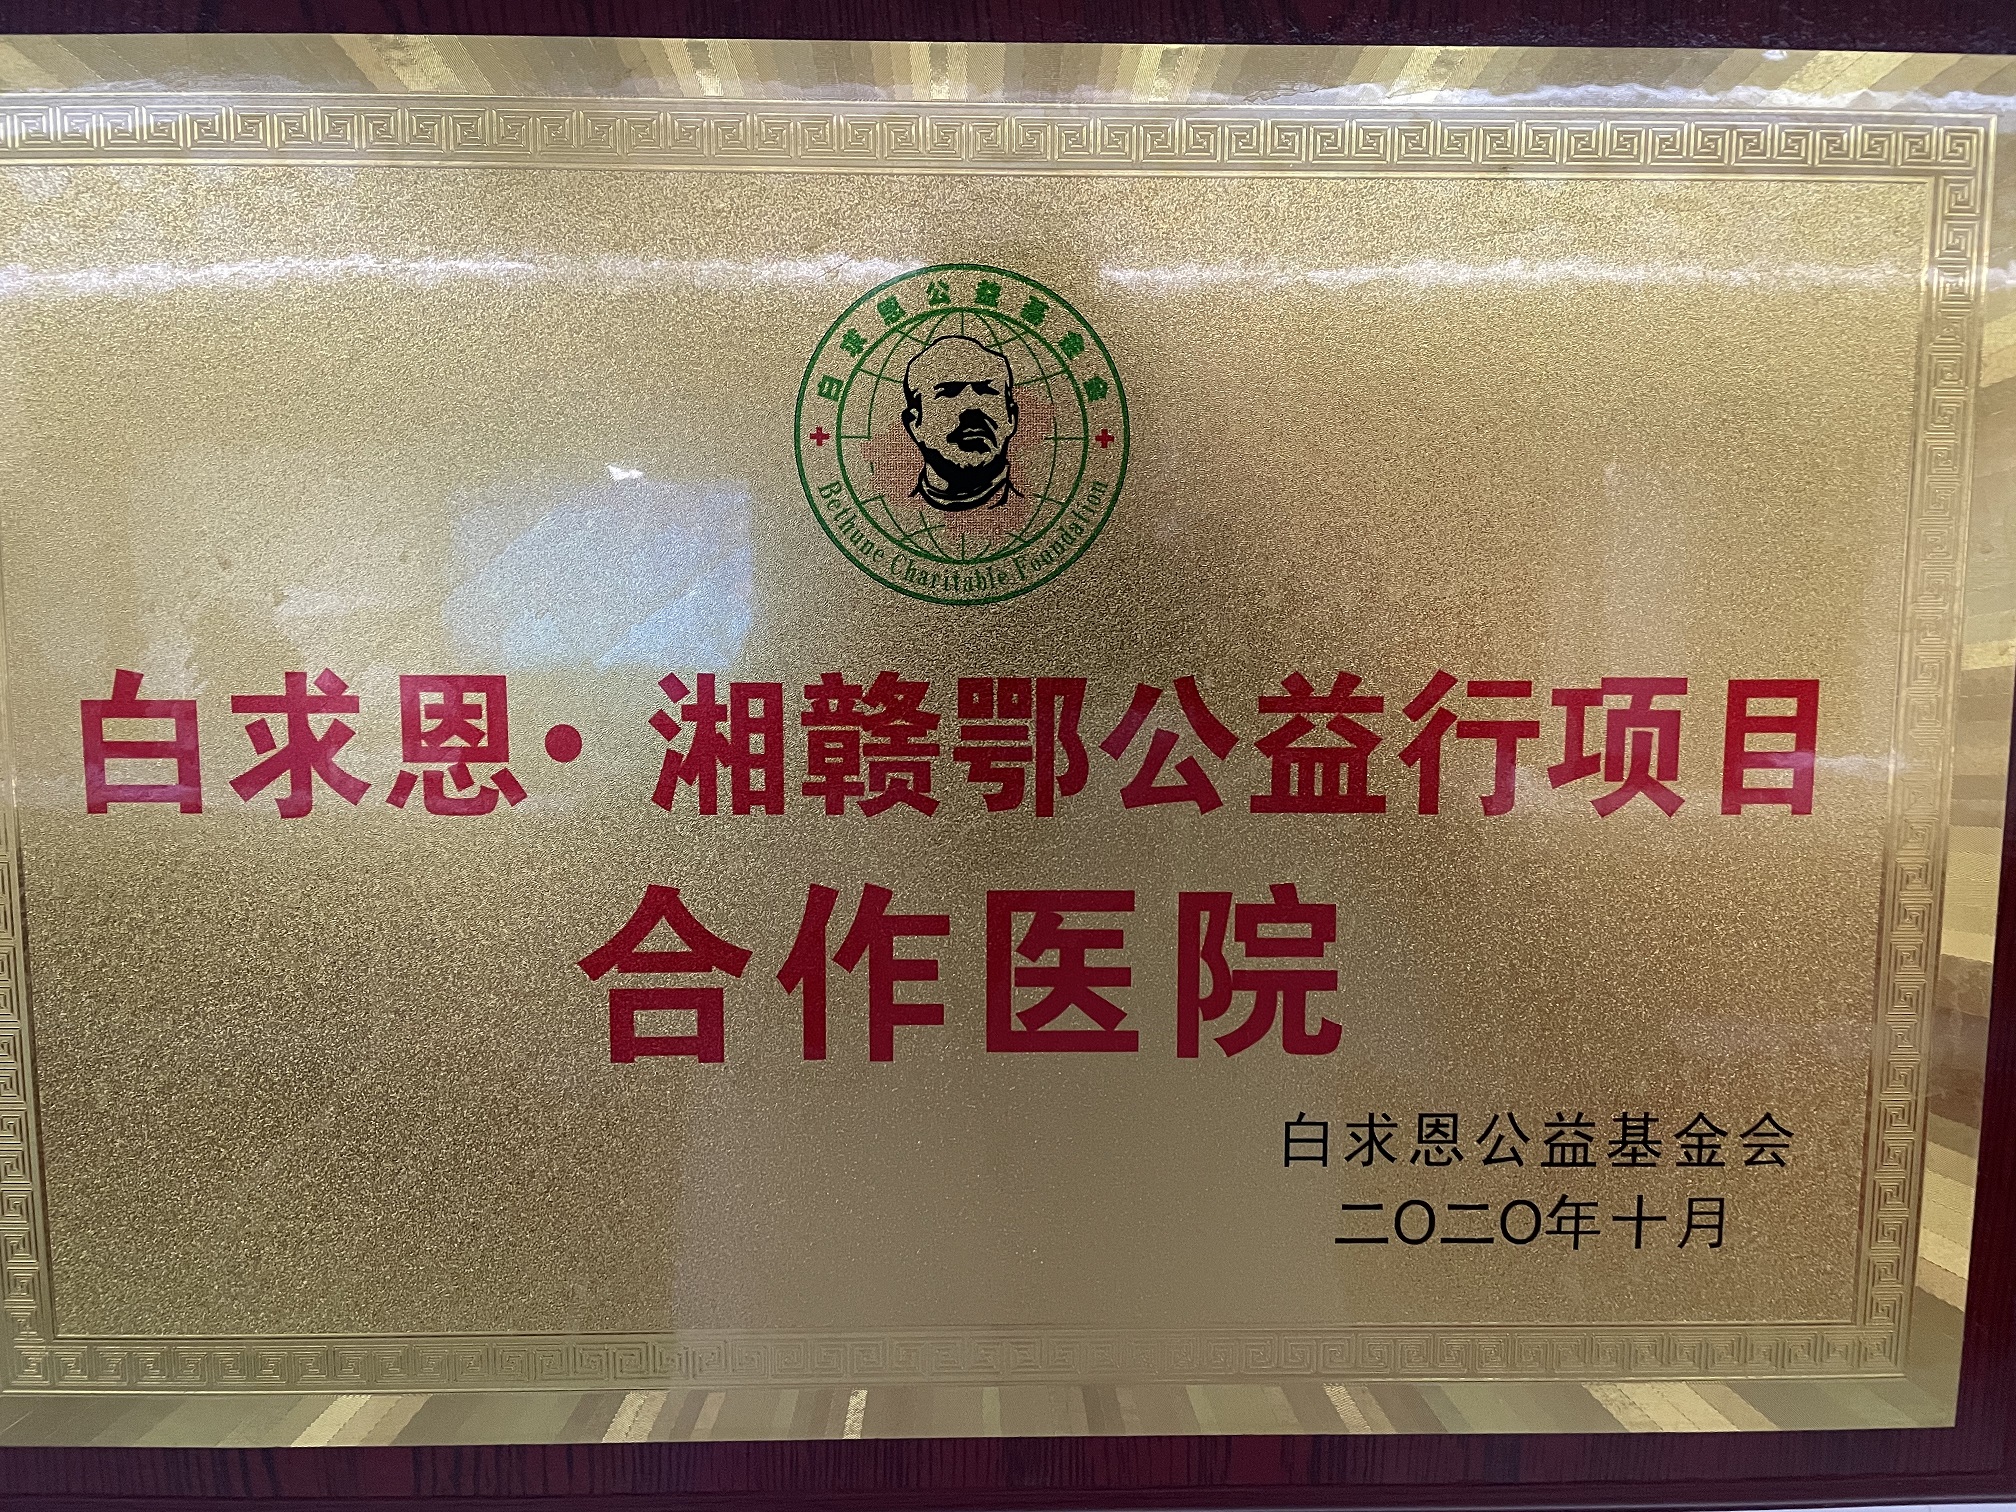 白求恩公益基金会
Bethune Charitable Foundation
白求恩·湘赣鄂公益行项目
合作医院
白求恩公益基金会
二〇二〇年十月